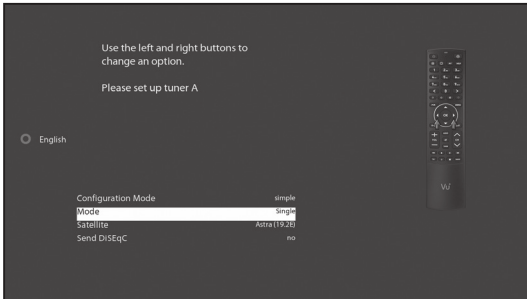 Use the left and right buttons to
change an option.
Please set up tuner A
English
Configuration Mode simple
Mode Single
Satellite Astra (19.2E)
Send DiSEqC no
OK